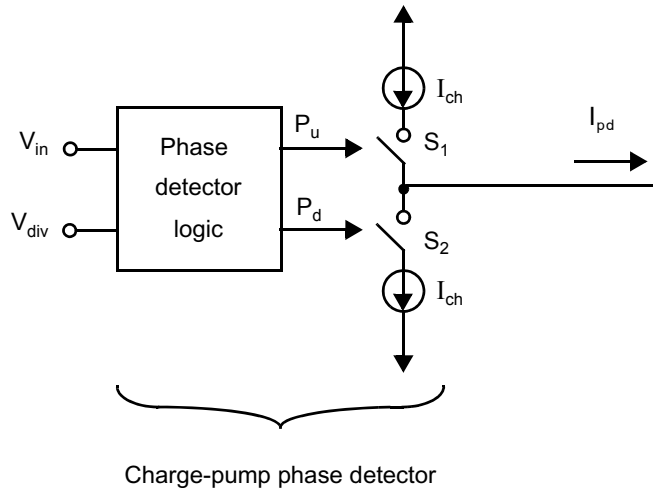 I_ch
P_u
S_1
I_pd
V_in
Phase
detector
logic
V_div
P_d
S_2
I_ch
Charge-pump phase detector